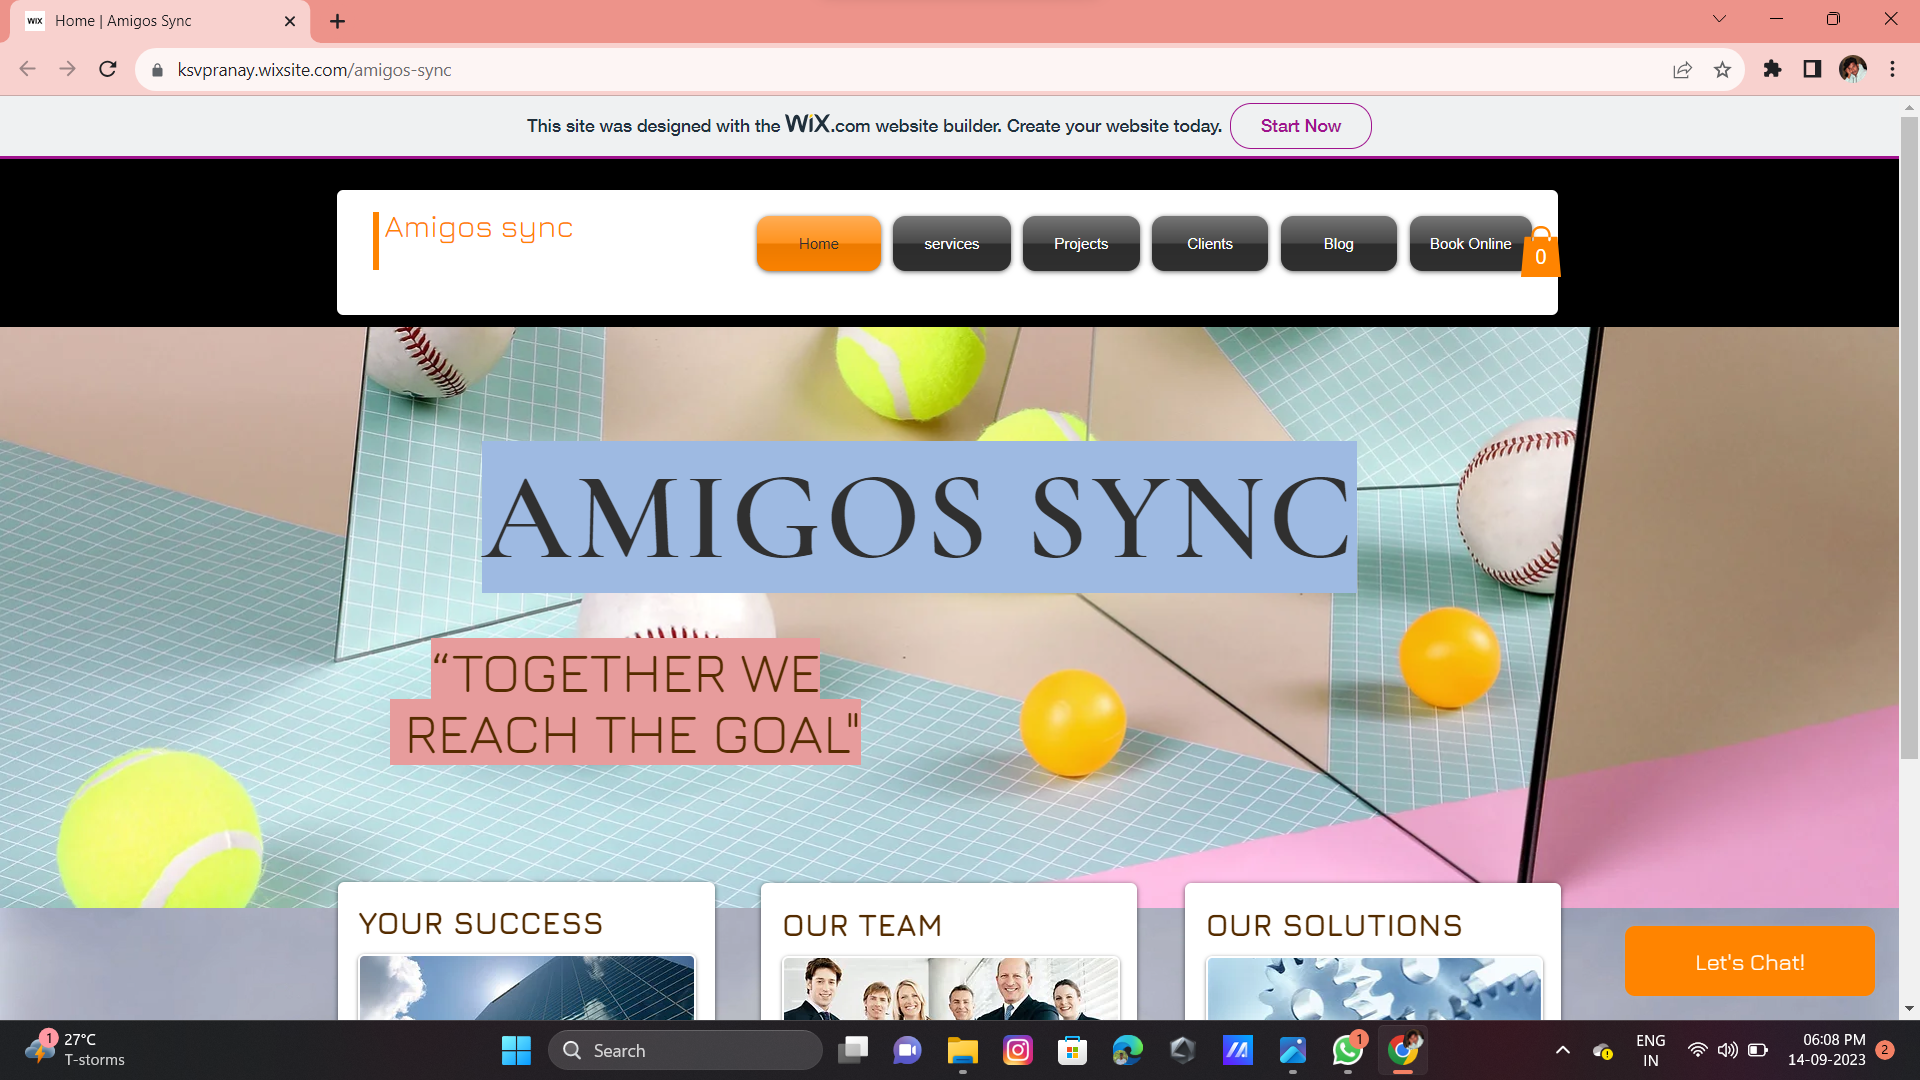 WiX
Home | Amigos Sync
ksvpranay.wixsite.com/amigos-sync
This site was designed with the WiX.com website builder. Create your website today.
Start Now
Amigos sync
Home
services
Projects
Clients
Blog
Book Online
0
AMIGOS SYNC
“TOGETHER WE
REACH THE GOAL"
YOUR SUCCESS
OUR TEAM
OUR SOLUTIONS
Let's Chat!
1
27°C
T-storms
Search
1
ENG
IN
06:08 PM
14-09-2023
2